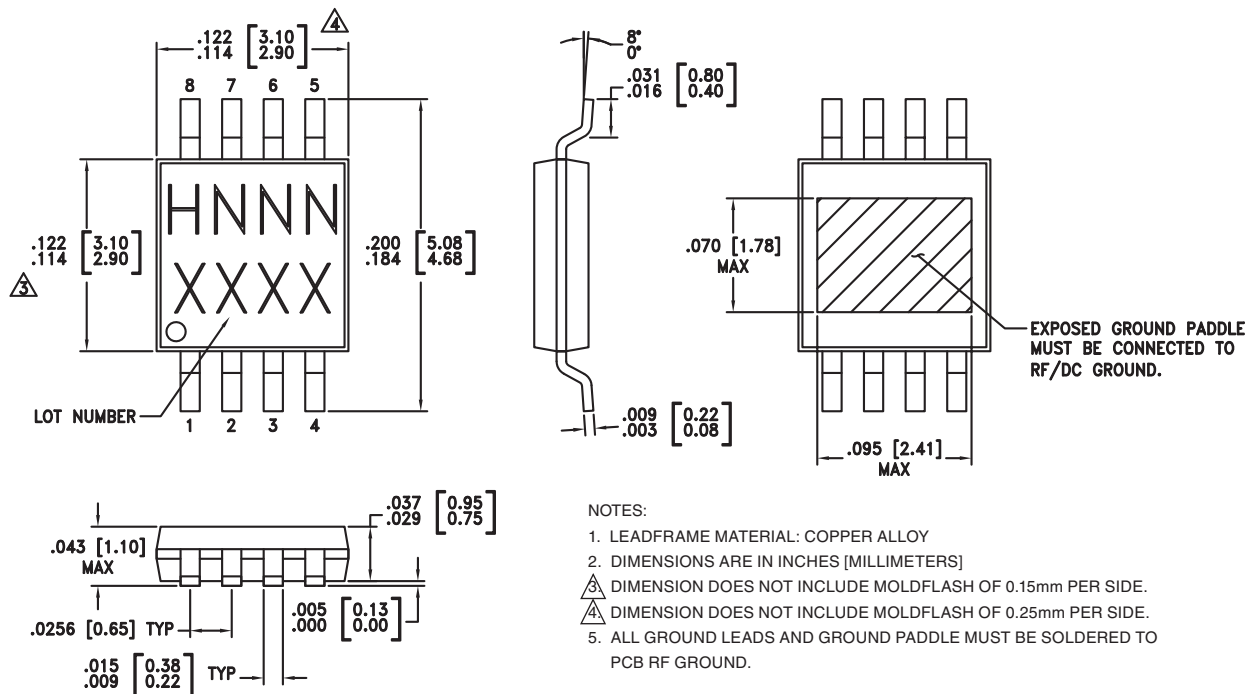 .122 [3.10]
.114 [2.90]
4
8 7 6 5
HNNN
XXXX
.122 [3.10]
.114 [2.90]
3
.200 [5.08]
.184 [4.68]
LOT NUMBER
1 2 3 4
8°
0°
.031 [0.80]
.016 [0.40]
.009 [0.22]
.003 [0.08]
.070 [1.78]
MAX
EXPOSED GROUND PADDLE
MUST BE CONNECTED TO
RF/DC GROUND.
.095 [2.41]
MAX
.037 [0.95]
.029 [0.75]
.043 [1.10]
MAX
.005 [0.13]
.000 [0.00]
.0256 [0.65] TYP
.015 [0.38]
.009 [0.22]
TYP
NOTES:
1. LEADFRAME MATERIAL: COPPER ALLOY
2. DIMENSIONS ARE IN INCHES [MILLIMETERS]
3. DIMENSION DOES NOT INCLUDE MOLDFLASH OF 0.15mm PER SIDE.
4. DIMENSION DOES NOT INCLUDE MOLDFLASH OF 0.25mm PER SIDE.
5. ALL GROUND LEADS AND GROUND PADDLE MUST BE SOLDERED TO
PCB RF GROUND.